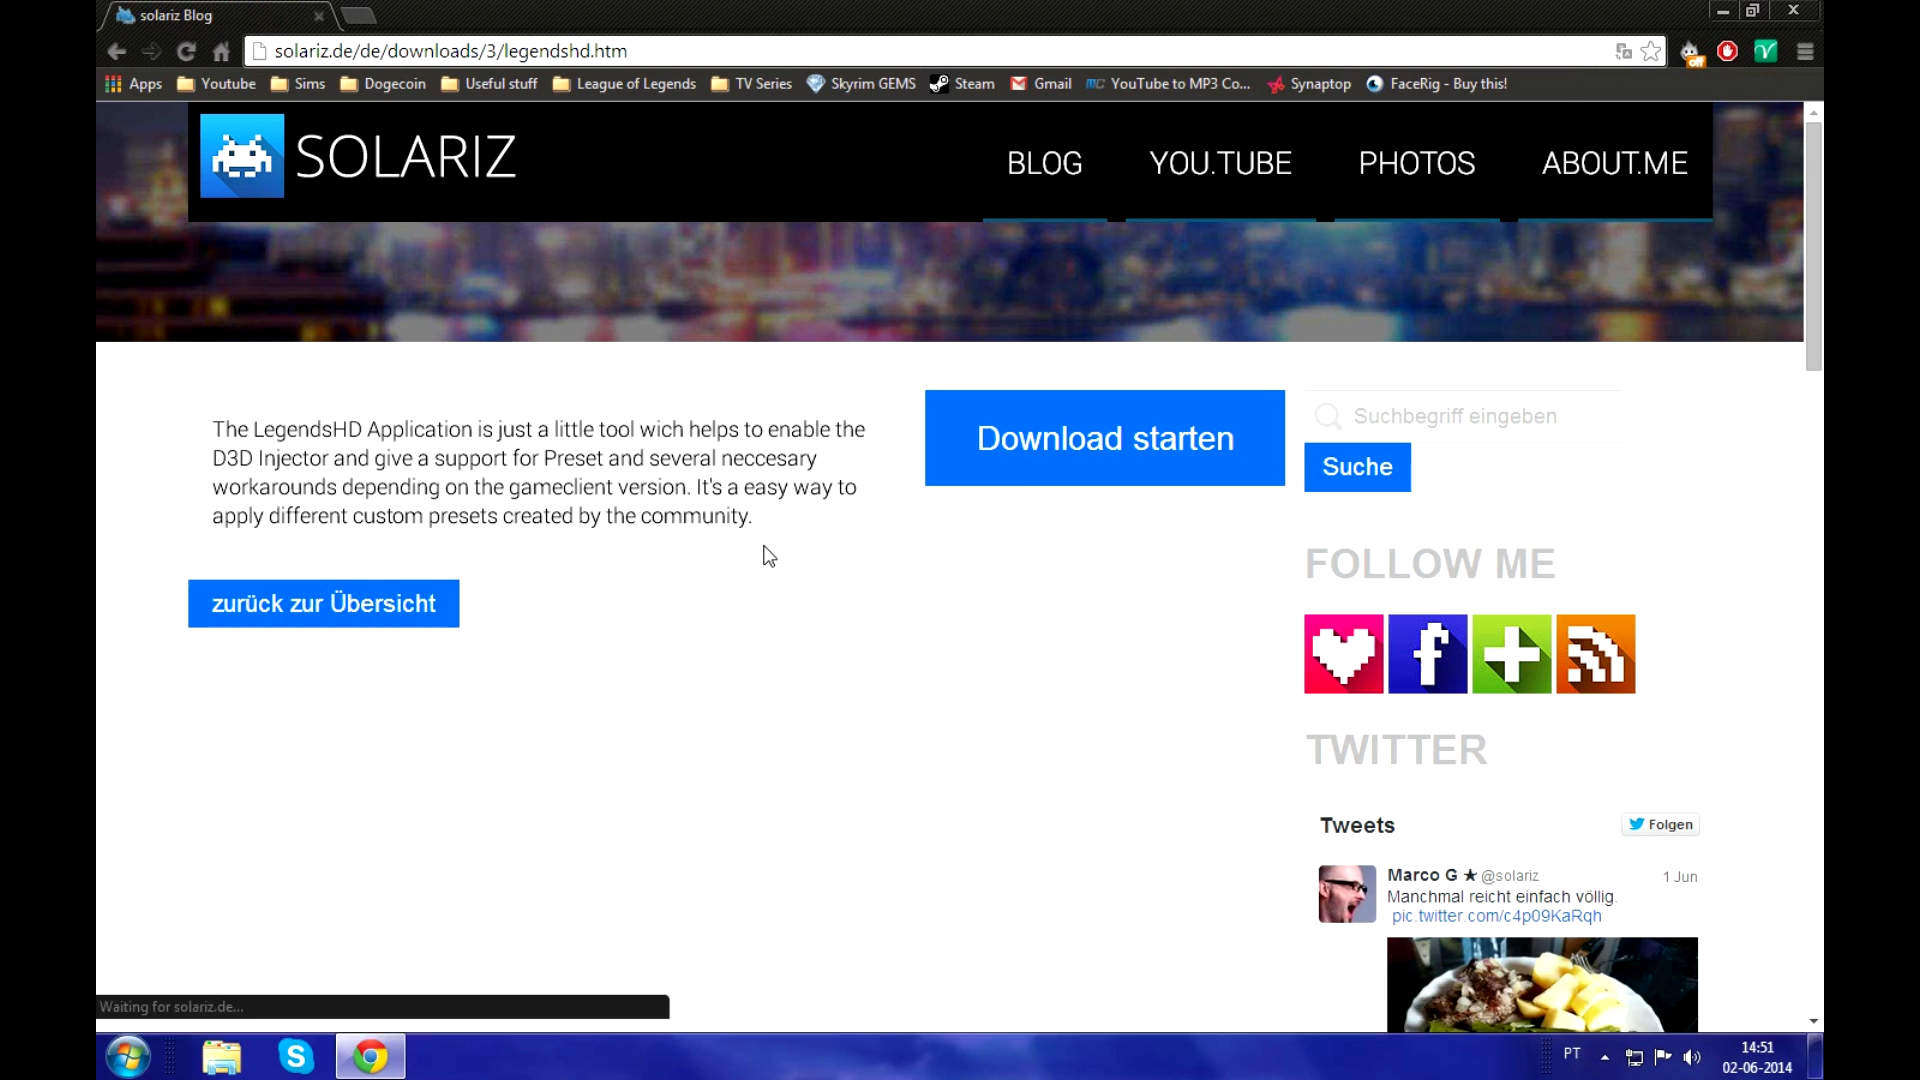 solariz Blog
solariz.de/de/downloads/3/legendshd.htm
off
Apps Youtube Sims Dogecoin Useful stuff League of Legends TV Series Skyrim GEMS Steam Gmail MC YouTube to MP3 Co... Synaptop FaceRig - Buy this!
SOLARIZ
BLOG YOU.TUBE PHOTOS ABOUT.ME
The LegendsHD Application is just a little tool wich helps to enable the
D3D Injector and give a support for Preset and several neccesary
workarounds depending on the gameclient version. It's a easy way to
apply different custom presets created by the community.
zurück zur Übersicht
Download starten
Suchbegriff eingeben
Suche
FOLLOW ME
TWITTER
Tweets
Folgen
Marco G ★ @solariz 1 Jun
Manchmal reicht einfach völlig.
pic.twitter.com/c4p09KaRqh
Waiting for solariz.de...
PT
14:51
02-06-2014